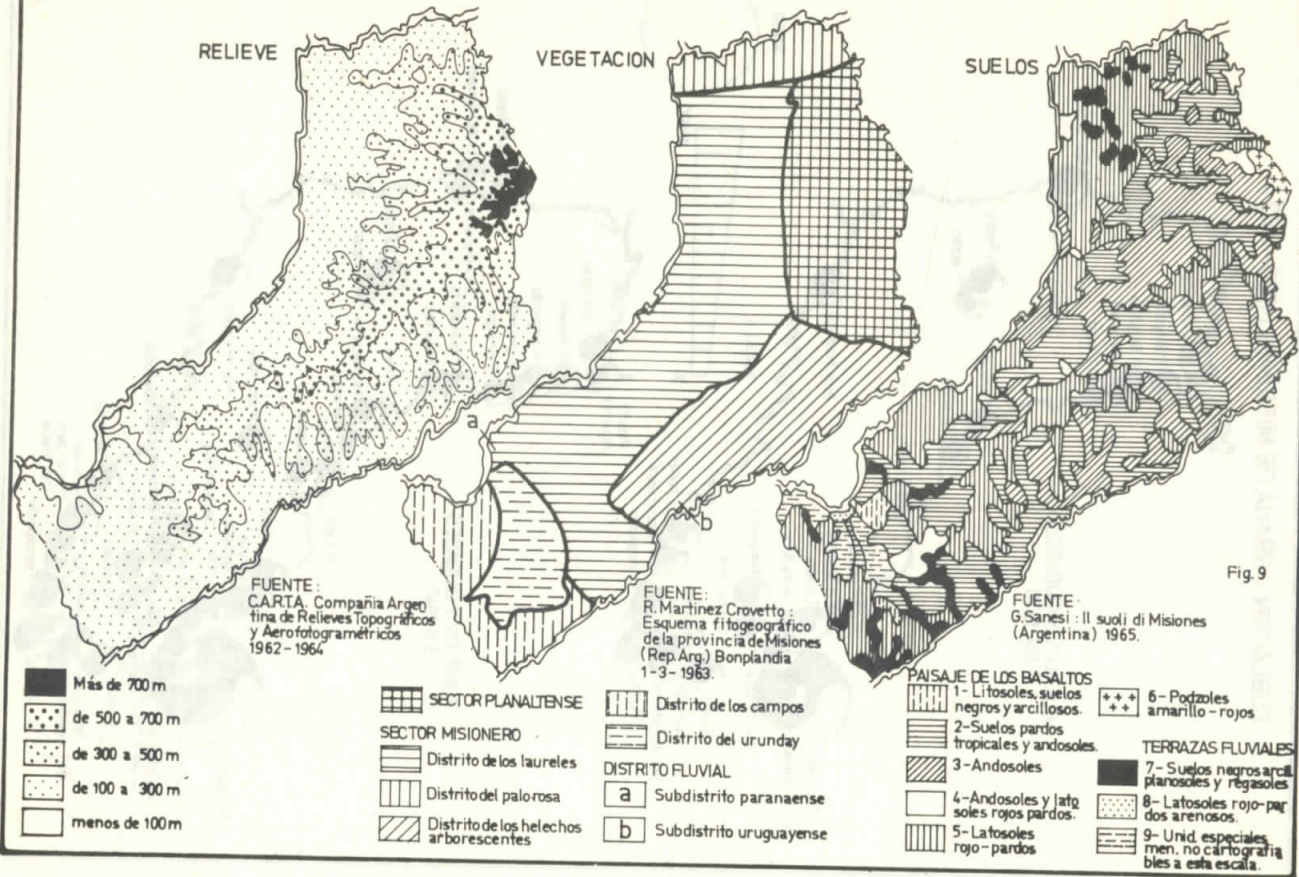 RELIEVE
VEGETACION
SUELOS
a
b
Fig. 9
FUENTE :
C.A.R.T.A. Compañia Argen
tina de Relieves Topográficos
y Aerofotogramétricos
1962-1964
Más de 700 m
de 500 a 700 m
de 300 a 500 m
de 100 a 300 m
menos de 100 m
FUENTE:
R. Martínez Crovetto :
Esquema fitogeográfico
de la provincia de Misiones
(Rep. Arg.) Bonplandia
1-3-1963.
SECTOR PLANALTENSE
SECTOR MISIONERO
Distrito de los laureles
Distrito del palo rosa
Distrito de los helechos
arborescentes
Distrito de los campos
Distrito del urunday
DISTRITO FLUVIAL
a Subdistrito paranaense
b Subdistrito uruguayense
FUENTE:
G. Sanesi : Il suoli di Misiones
(Argentina) 1965.
PAISAJE DE LOS BASALTOS
1- Litosoles, suelos
negros y arcillosos.
2- Suelos pardos
tropicales y andosoles.
3- Andosoles
4- Andosoles y lato
soles rojos pardos.
5- Latosoles
rojo-pardos
6- Podzoles
amarillo-rojos
TERRAZAS FLUVIALES
7- Suelos negros arcil.
planosoles y regasoles
8- Latosoles rojo-par
dos arenosos.
9- Unid. especiales
men. no cartografia
bles a esta escala.